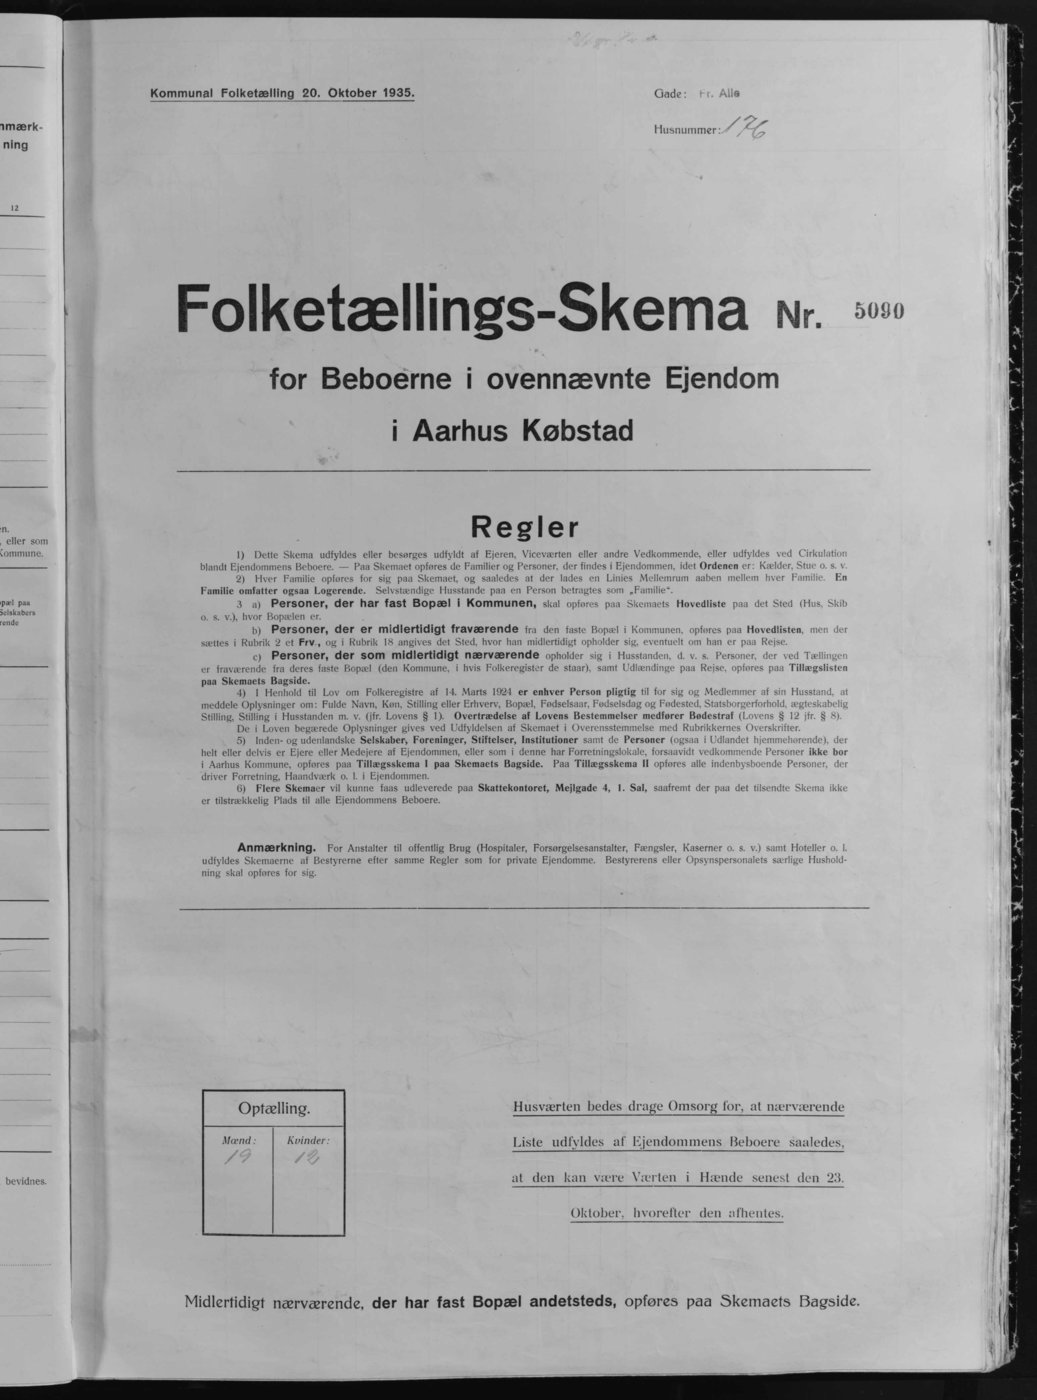 nmærk-
ning
12
en.
, eller som
Kommune.
opæl paa
Selskabers
rende
bevidnes.
Kommunal Folketælling 20. Oktober 1935.
Gade: Fr. Alle
Husnummer: 176
Folketællings-Skema Nr. 5090
for Beboerne i ovennævnte Ejendom
i Aarhus Købstad
Regler
1) Dette Skema udfyldes eller besørges udfyldt af Ejeren, Viceværten eller andre Vedkommende, eller udfyldes ved Cirkulation
blandt Ejendommens Beboere. — Paa Skemaet opføres de Familier og Personer, der findes i Ejendommen, idet Ordenen er: Kælder, Stue o. s. v.
2) Hver Familie opføres for sig paa Skemaet, og saaledes at der lades en Linies Mellemrum aaben mellem hver Familie. En
Familie omfatter ogsaa Logerende. Selvstændige Husstande paa en Person betragtes som „Familie“.
3 a) Personer, der har fast Bopæl i Kommunen, skal opføres paa Skemaets Hovedliste paa det Sted (Hus, Skib
o. s. v.), hvor Bopælen er.
b) Personer, der er midlertidigt fraværende fra den faste Bopæl i Kommunen, opføres paa Hovedlisten, men der
sættes i Rubrik 2 et Frv., og i Rubrik 18 angives det Sted, hvor han midlertidigt opholder sig, eventuelt om han er paa Rejse.
c) Personer, der som midlertidigt nærværende opholder sig i Husstanden, d. v. s. Personer, der ved Tællingen
er fraværende fra deres faste Bopæl (den Kommune, i hvis Folkeregister de staar), samt Udlændinge paa Rejse, opføres paa Tillægslisten
paa Skemaets Bagside.
4) I Henhold til Lov om Folkeregistre af 14. Marts 1924 er enhver Person pligtig til for sig og Medlemmer af sin Husstand, at
meddele Oplysninger om: Fulde Navn, Køn, Stilling eller Erhverv, Bopæl, Fødselsaar, Fødselsdag og Fødested, Statsborgerforhold, ægteskabelig
Stilling, Stilling i Husstanden m. v. (jfr. Lovens § 1). Overtrædelse af Lovens Bestemmelser medfører Bødestraf (Lovens § 12 jfr. § 8).
De i Loven begærede Oplysninger gives ved Udfyldelsen af Skemaet i Overensstemmelse med Rubrikkernes Overskrifter.
5) Inden- og udenlandske Selskaber, Foreninger, Stiftelser, Institutioner samt de Personer (ogsaa i Udlandet hjemmehørende), der
helt eller delvis er Ejere eller Medejere af Ejendommen, eller som i denne har Forretningslokale, forsaavidt vedkommende Personer ikke bor
i Aarhus Kommune, opføres paa Tillægsskema I paa Skemaets Bagside. Paa Tillægsskema II opføres alle indenbysboende Personer, der
driver Forretning, Haandværk o. l. i Ejendommen.
6) Flere Skemaer vil kunne faas udleverede paa Skattekontoret, Mejlgade 4, 1. Sal, saafremt der paa det tilsendte Skema ikke
er tilstrækkelig Plads til alle Ejendommens Beboere.
Anmærkning. For Anstalter til offentlig Brug (Hospitaler, Forsørgelsesanstalter, Fængsler, Kaserner o. s. v.) samt Hoteller o. l.
udfyldes Skemaerne af Bestyrerne efter samme Regler som for private Ejendomme. Bestyrerens eller Opsynspersonalets særlige Hushold-
ning skal opføres for sig.
Optælling.
Mænd: Kvinder:
19 12
Husværten bedes drage Omsorg for, at nærværende
Liste udfyldes af Ejendommens Beboere saaledes,
at den kan være Værten i Hænde senest den 23.
Oktober, hvorefter den afhentes.
Midlertidigt nærværende, der har fast Bopæl andetsteds, opføres paa Skemaets Bagside.